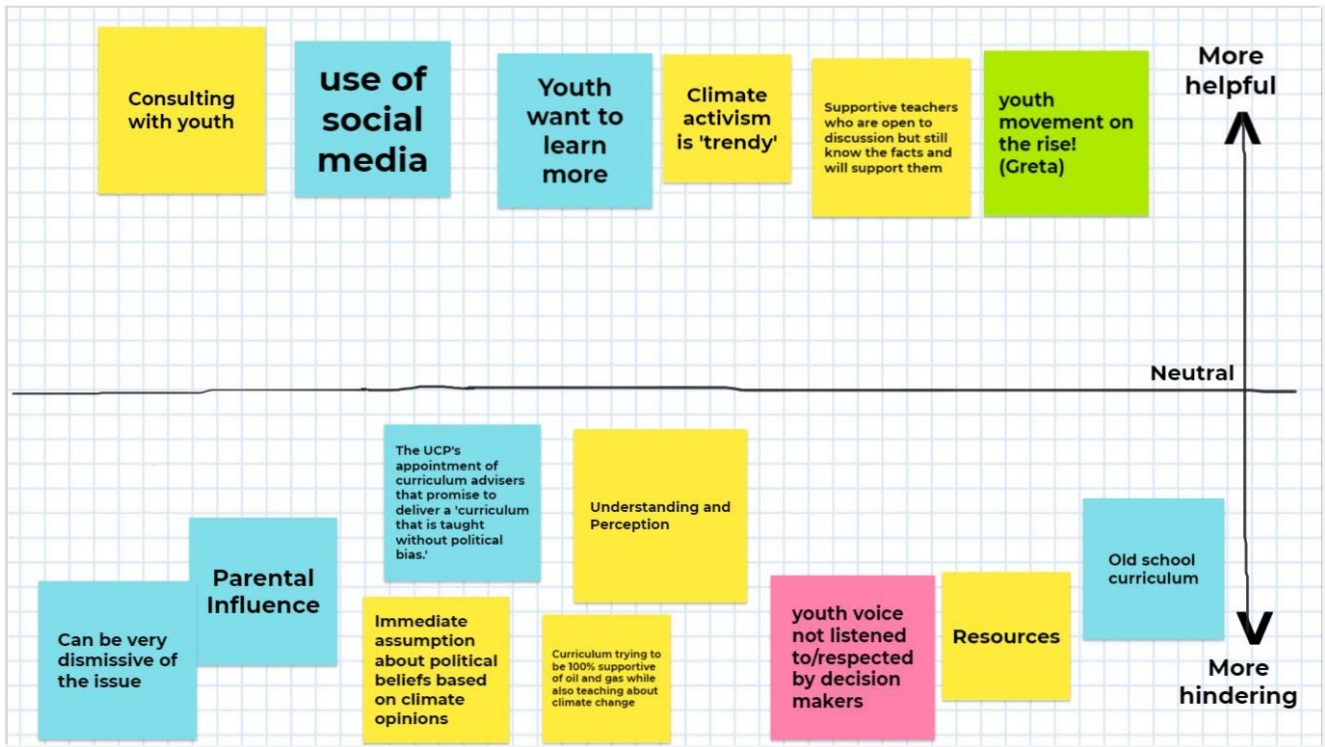 Consulting
with youth
use of
social
media
Youth
want to
learn
more
Climate
activism
is 'trendy'
Supportive teachers
who are open to
discussion but still
know the facts and
will support them
youth
movement on
the rise!
(Greta)
More
helpful
Neutral
The UCP's
appointment of
curriculum advisers
that promise to
deliver a 'curriculum
that is taught
without political
bias.'
Understanding and
Perception
Old school
curriculum
Parental
Influence
Can be very
dismissive of
the issue
Immediate
assumption
about political
beliefs based
on climate
opinions
Curriculum trying to
be 100% supportive
of oil and gas while
also teaching about
climate change
youth voice
not listened
to/respected
by decision
makers
Resources
More
hindering